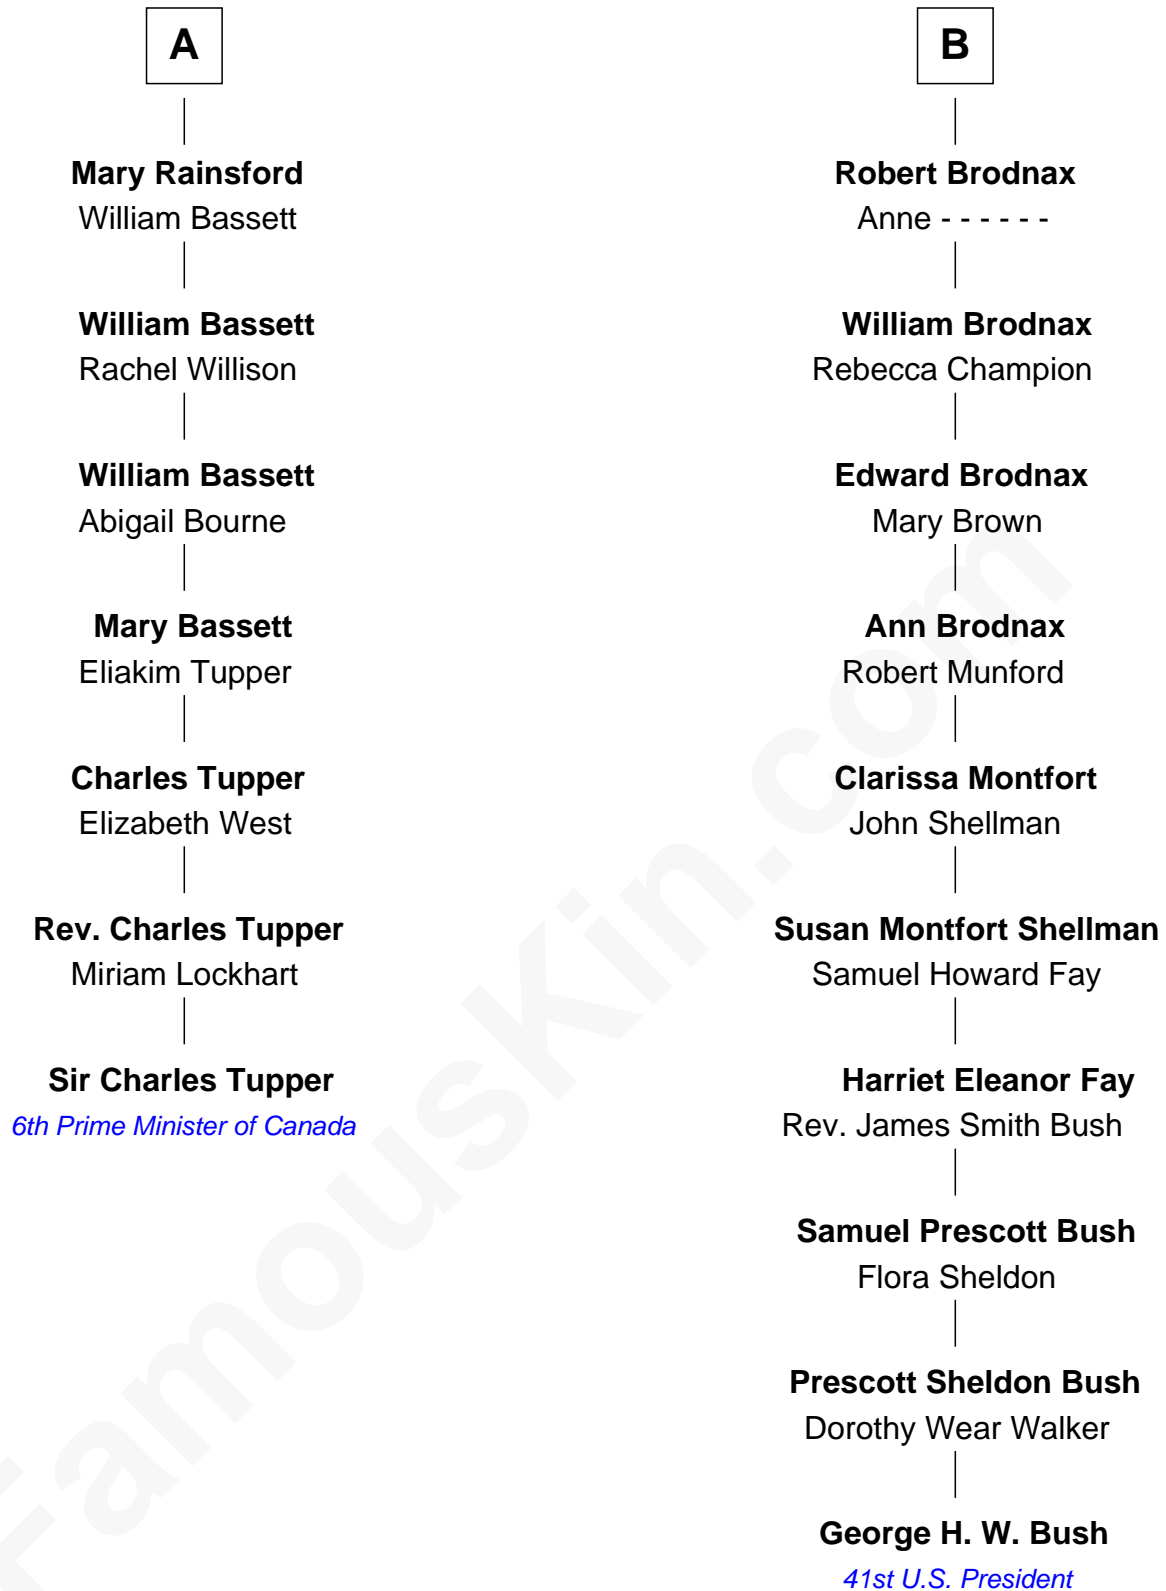 A
Mary Rainsford
William Bassett
William Bassett
Rachel Willison
William Bassett
Abigail Bourne
Mary Bassett
Eliakim Tupper
Charles Tupper
Elizabeth West
Rev. Charles Tupper
Miriam Lockhart
Sir Charles Tupper
6th Prime Minister of Canada
B
Robert Brodnax
Anne - - - - - -
William Brodnax
Rebecca Champion
Edward Brodnax
Mary Brown
Ann Brodnax
Robert Munford
Clarissa Montfort
John Shellman
Susan Montfort Shellman
Samuel Howard Fay
Harriet Eleanor Fay
Rev. James Smith Bush
Samuel Prescott Bush
Flora Sheldon
Prescott Sheldon Bush
Dorothy Wear Walker
George H. W. Bush
41st U.S. President
FamousKin.com